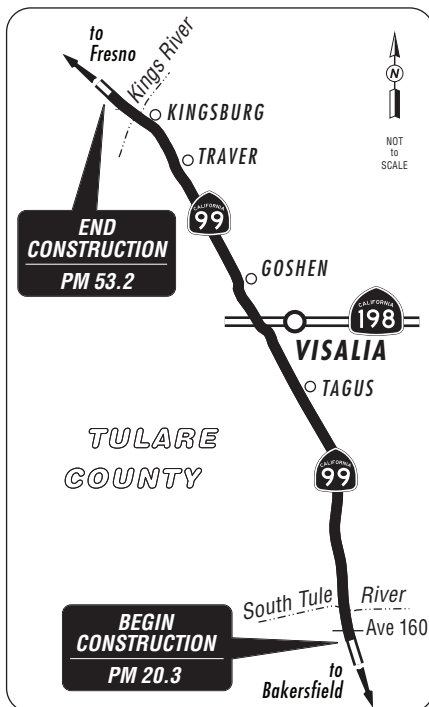 to
Fresno
Kings River
N
KINGSBURG
NOT
to
SCALE
TRAVER
CALIFORNIA
99
END
CONSTRUCTION
PM 53.2
GOSHEN
CALIFORNIA
198
VISALIA
TAGUS
TULARE
COUNTY
CALIFORNIA
99
South Tule River
Ave 160
BEGIN
CONSTRUCTION
PM 20.3
to
Bakersfield